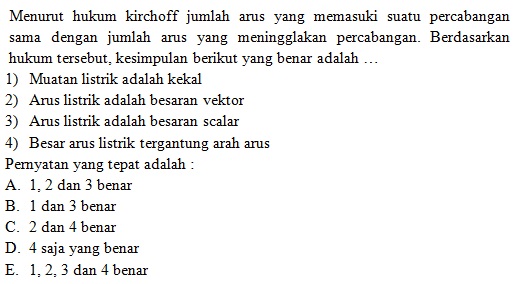 Menurut hukum kirchoff jumlah arus yang memasuki suatu percabangan
sama dengan jumlah arus yang meningglakan percabangan. Berdasarkan
hukum tersebut, kesimpulan berikut yang benar adalah …
1) Muatan listrik adalah kekal
2) Arus listrik adalah besaran vektor
3) Arus listrik adalah besaran scalar
4) Besar arus listrik tergantung arah arus
Pernyatan yang tepat adalah :
A. 1, 2 dan 3 benar
B. 1 dan 3 benar
C. 2 dan 4 benar
D. 4 saja yang benar
E. 1, 2, 3 dan 4 benar